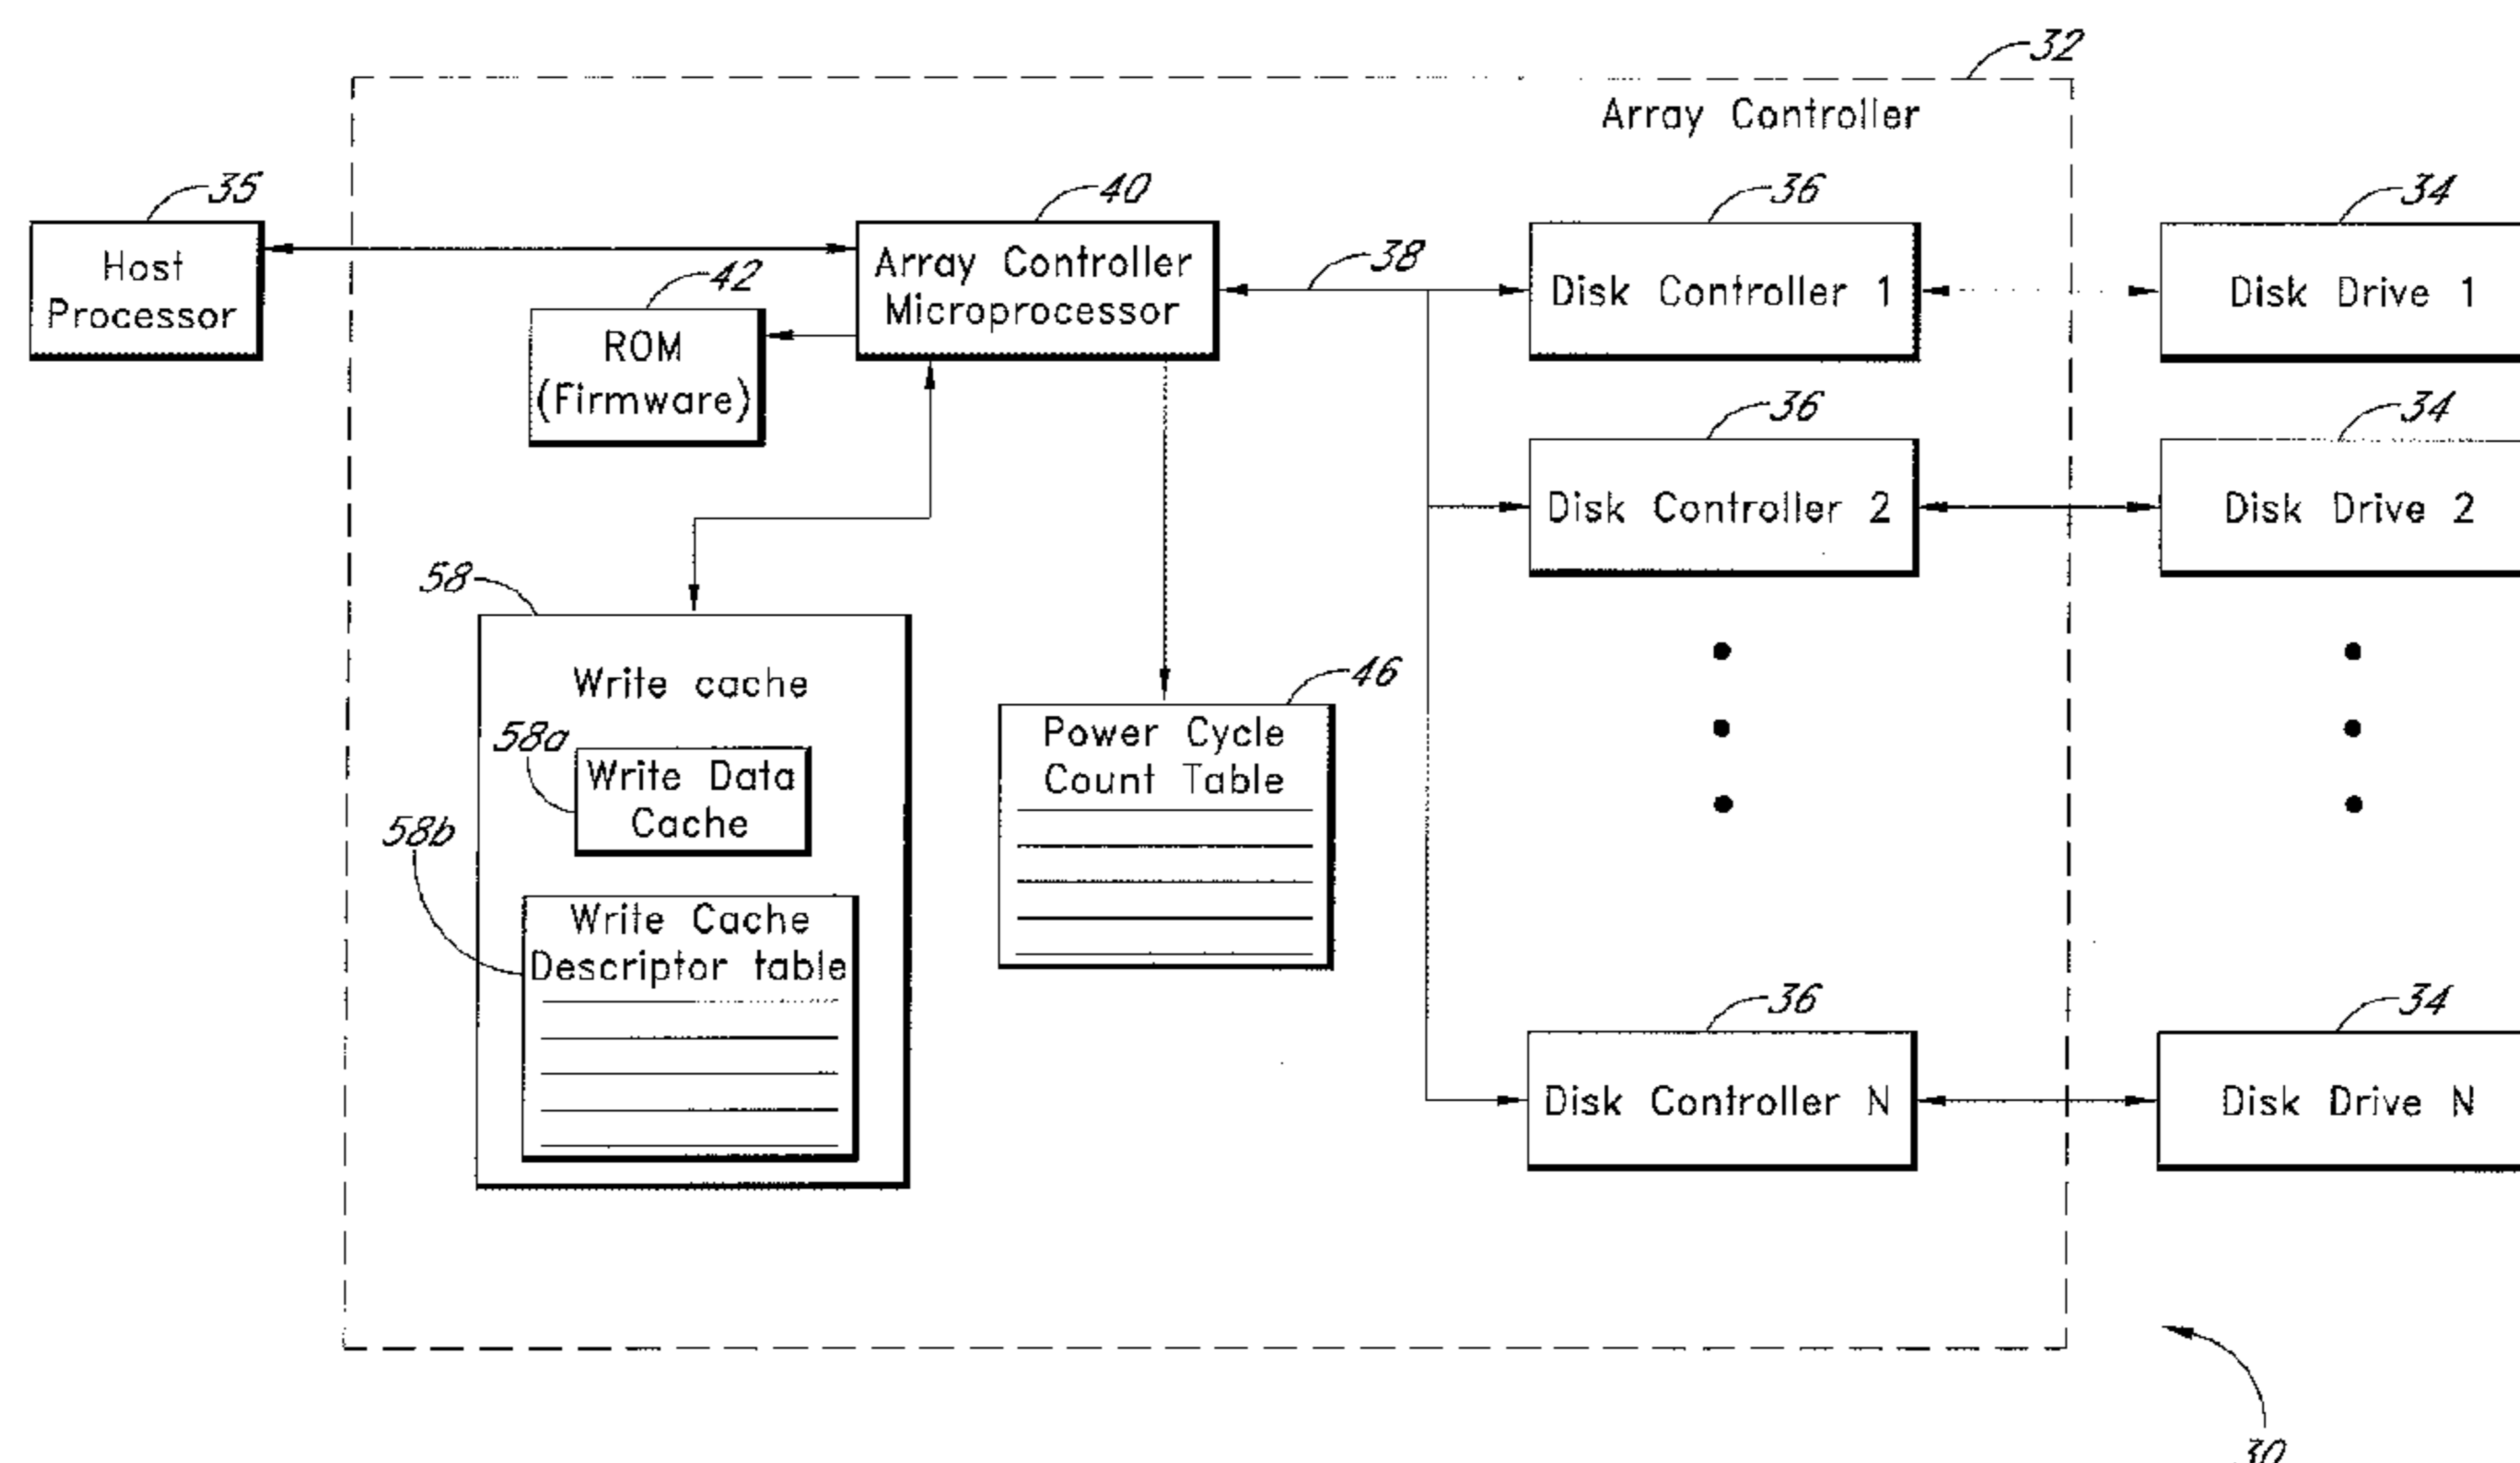 32
Array Controller
35
Host
Processor
40
Array Controller
Microprocessor
42
ROM
(Firmware)
38
36
Disk Controller 1
34
Disk Drive 1
36
Disk Controller 2
34
Disk Drive 2
58
Write cache
58a
Write Data
Cache
58b
Write Cache
Descriptor table
46
Power Cycle
Count Table
36
Disk Controller N
34
Disk Drive N
30